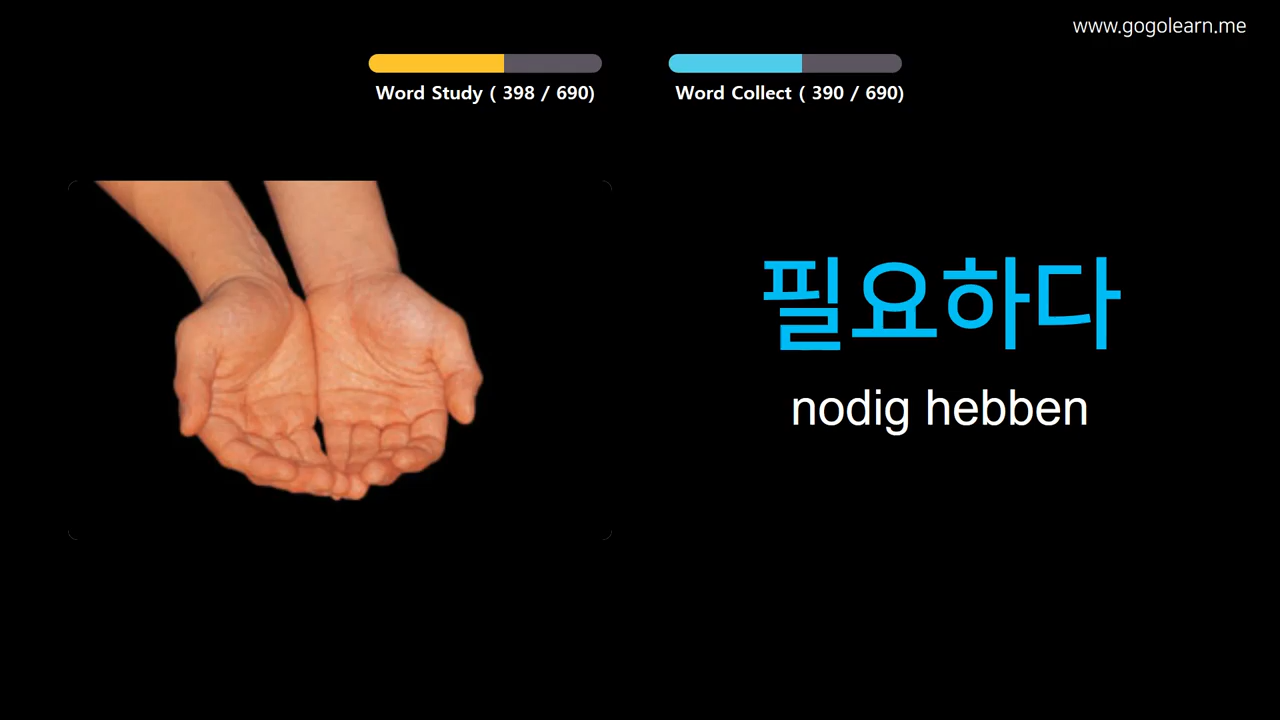 www.gogolearn.me
Word Study ( 398 / 690)
Word Collect ( 390 / 690)
필요하다
nodig hebben